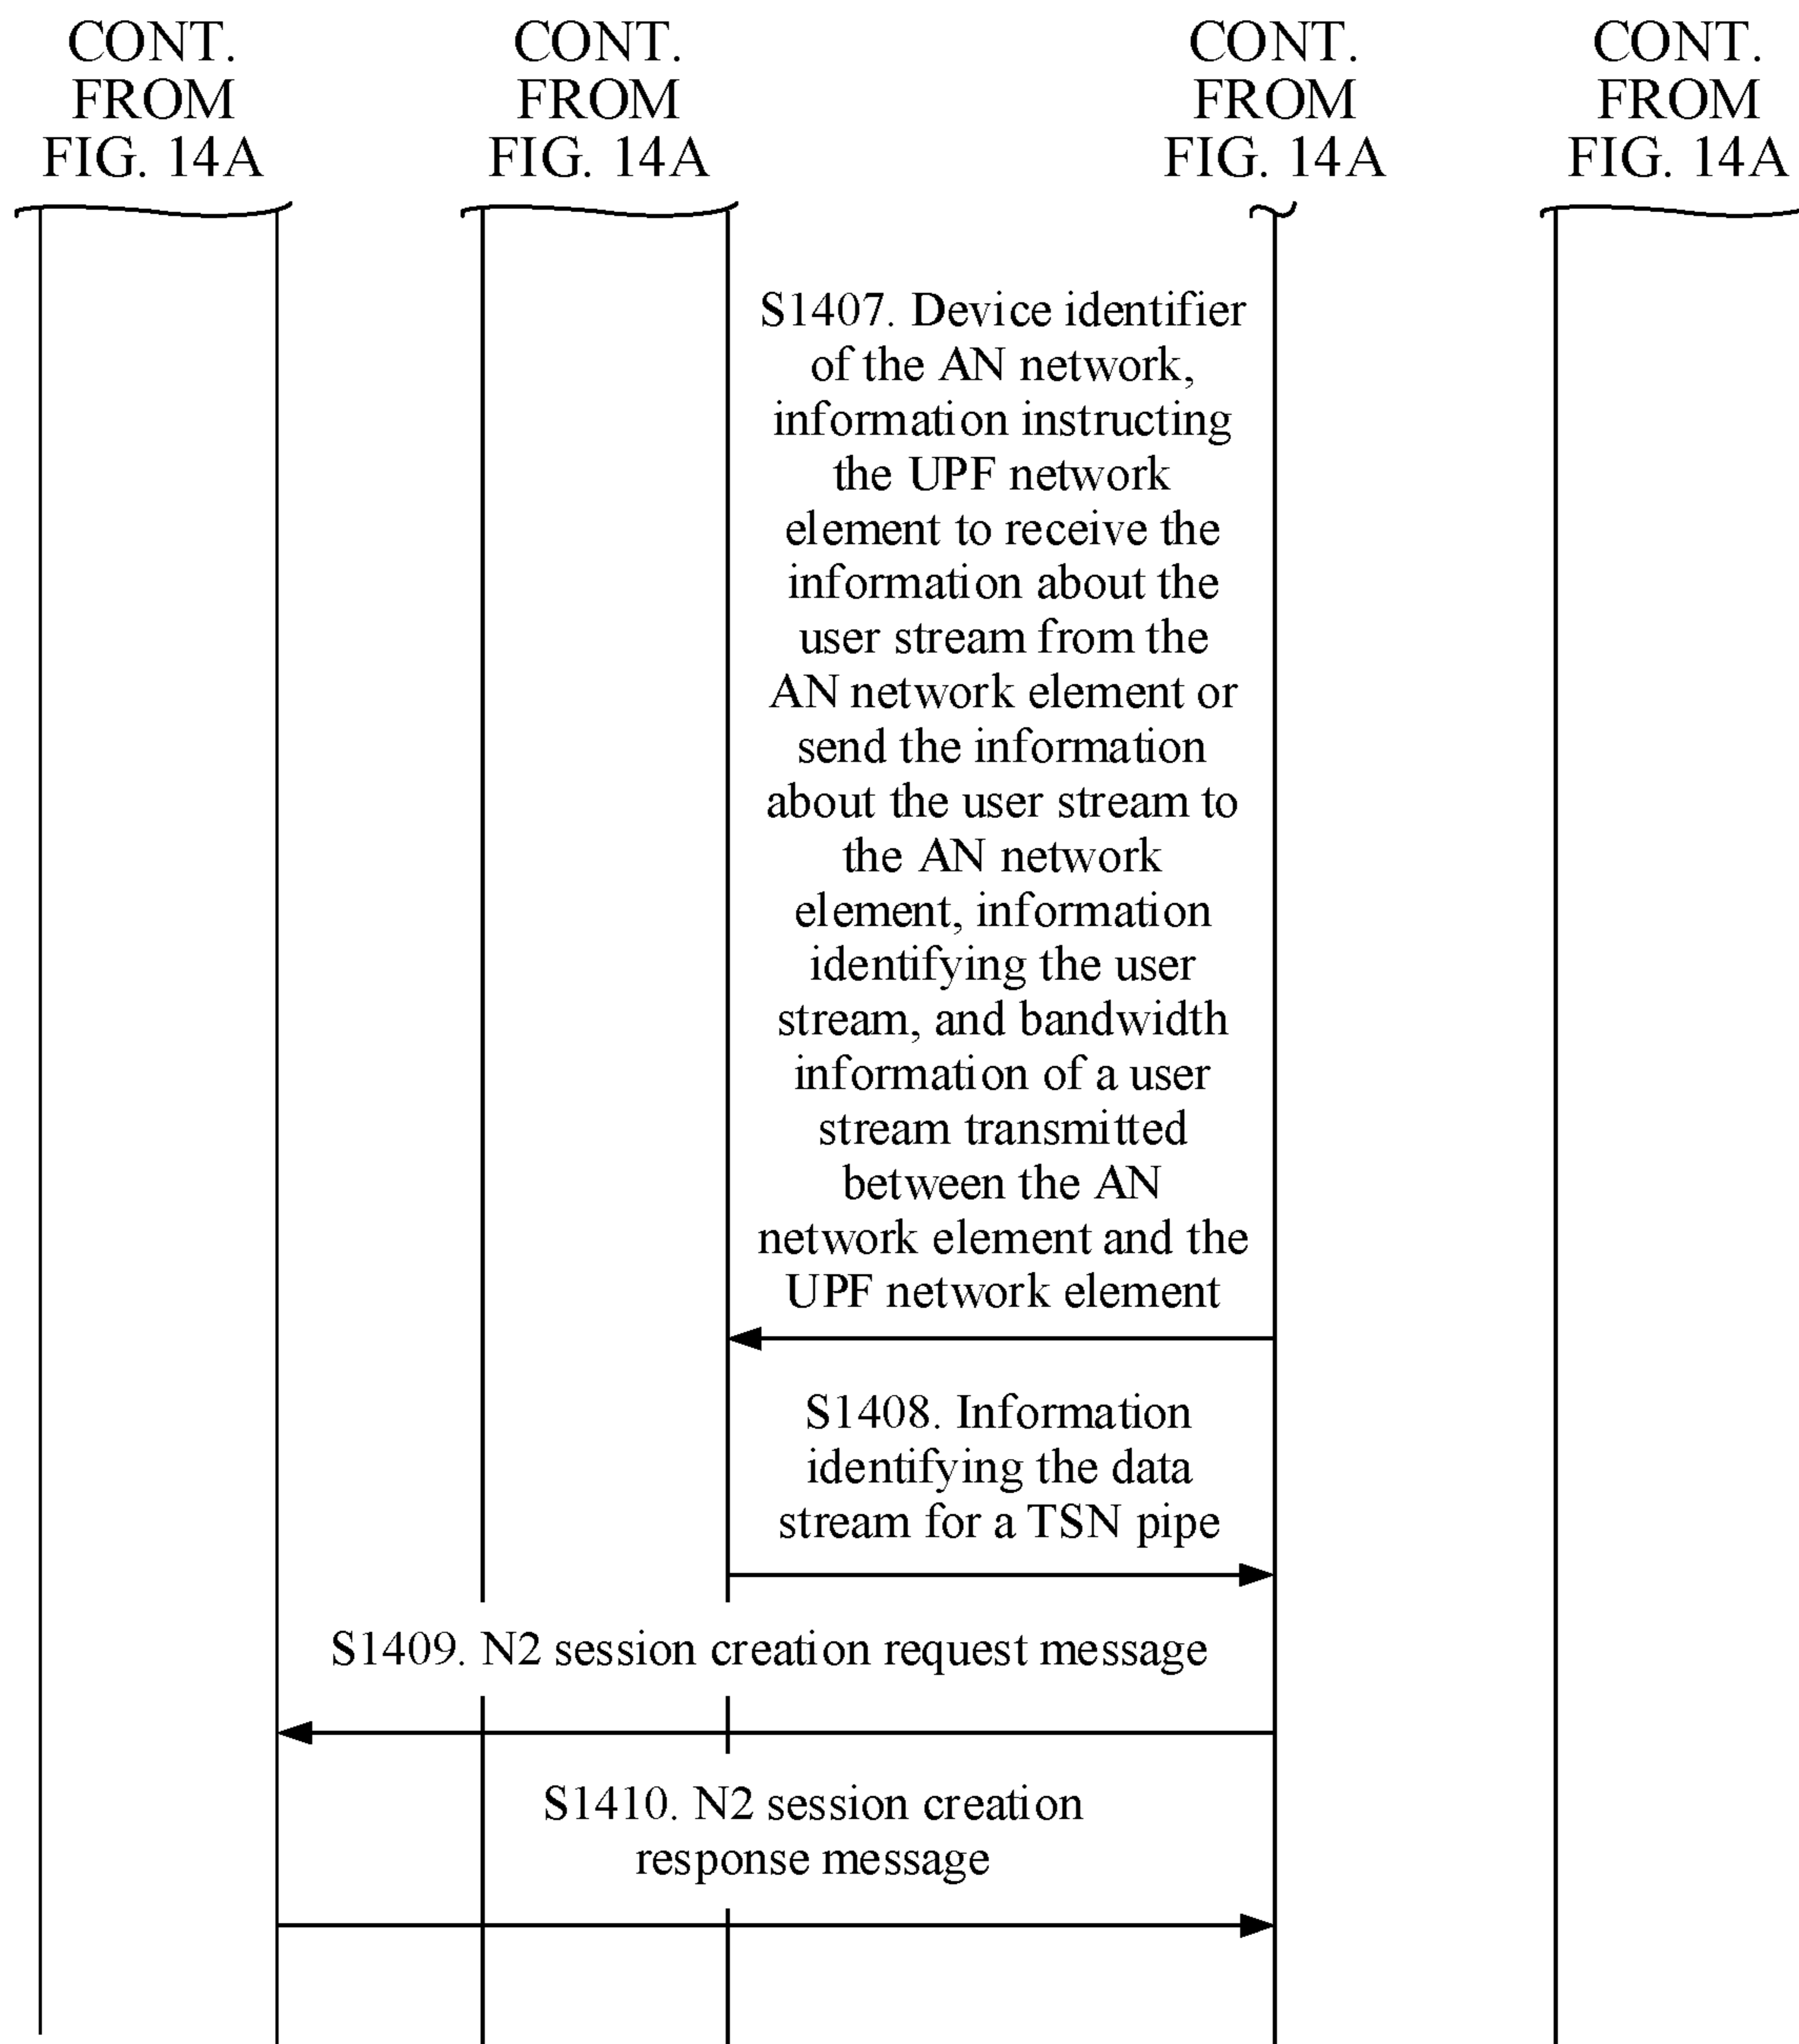 CONT.
FROM
FIG. 14A
CONT.
FROM
FIG. 14A
CONT.
FROM
FIG. 14A
CONT.
FROM
FIG. 14A
S1407. Device identifier
of the AN network,
information instructing
the UPF network
element to receive the
information about the
user stream from the
AN network element or
send the information
about the user stream to
the AN network
element, information
identifying the user
stream, and bandwidth
information of a user
stream transmitted
between the AN
network element and the
UPF network element
S1408. Information
identifying the data
stream for a TSN pipe
S1409. N2 session creation request message
S1410. N2 session creation
response message